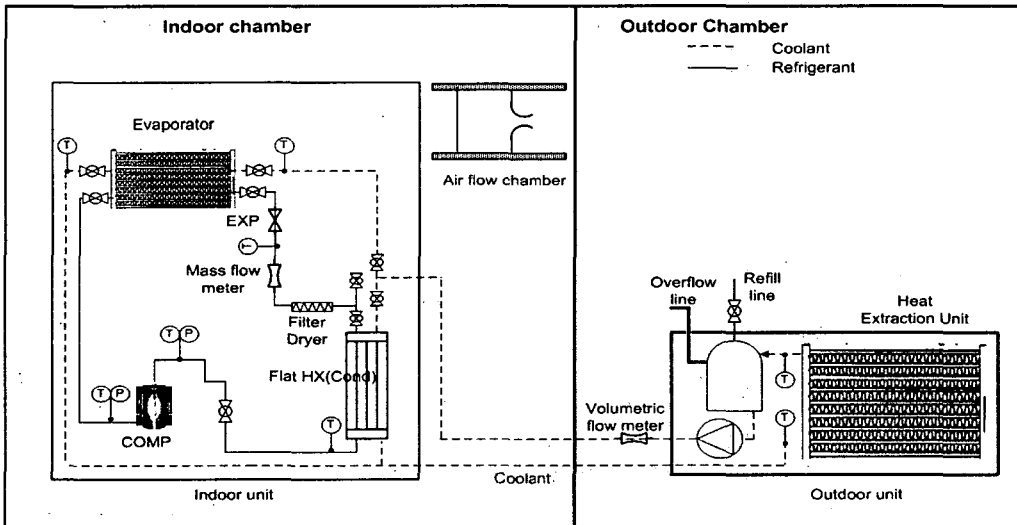 Indoor chamber
Outdoor Chamber
Coolant
Refrigerant
Evaporator
T
T
Air flow chamber
EXP
T
Mass flow
meter
Filter
Dryer
T P
T P
COMP
Flat HX(Cond)
T
Indoor unit
Coolant
Overflow
line
Refill
line
Heat
Extraction Unit
T
T
Volumetric
flow meter
Outdoor unit